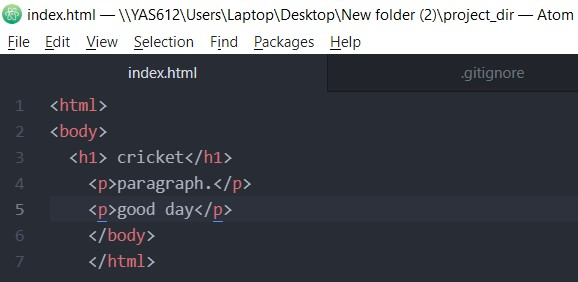 index.html — \\YAS612\Users\Laptop\Desktop\New folder (2)\project_dir — Atom
File Edit View Selection Find Packages Help
index.html .gitignore
1 <html>
2 <body>
3 <h1> cricket</h1>
4 <p>paragraph.</p>
5 <p>good day</p>
6 </body>
7 </html>